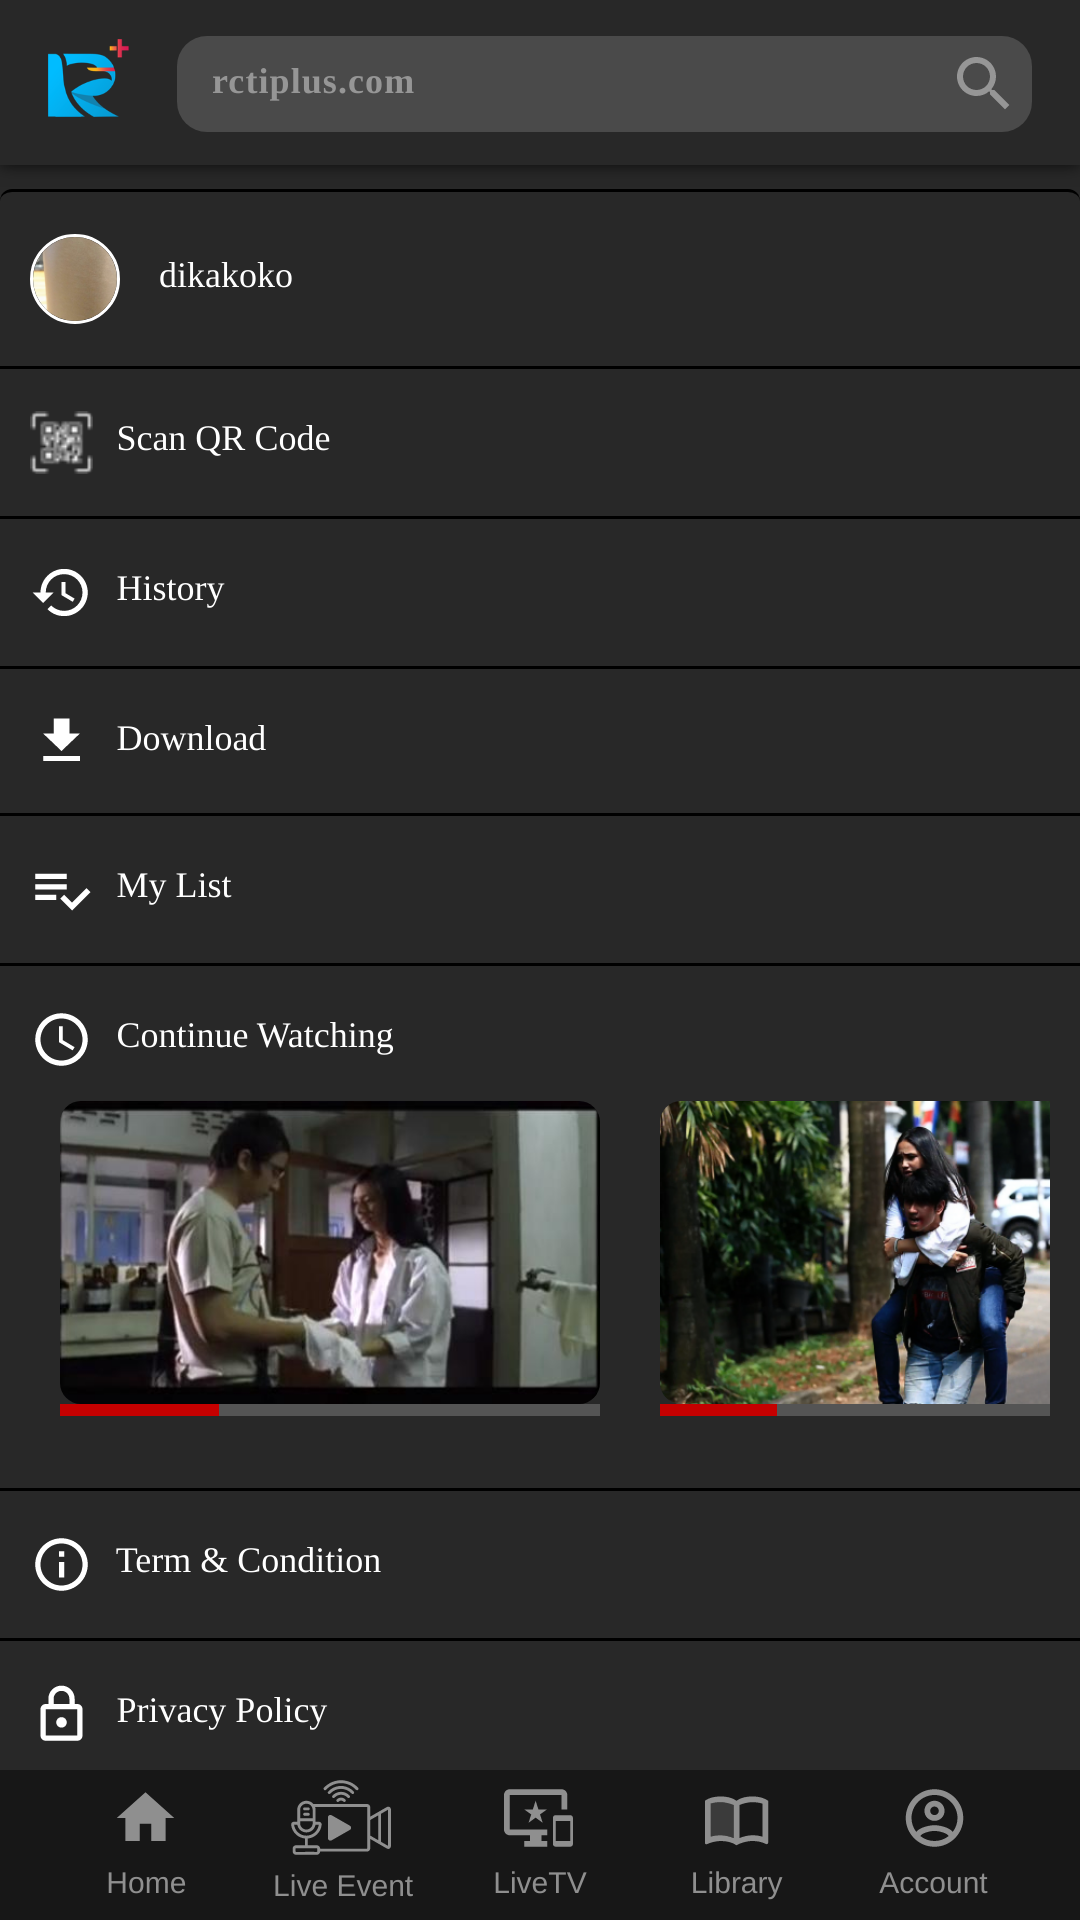 rctiplus.com
dikakoko
Scan QR Code
History
Download
My List
Continue Watching
Term & Condition
Privacy Policy
Home
Live Event
LiveTV
Library
Account